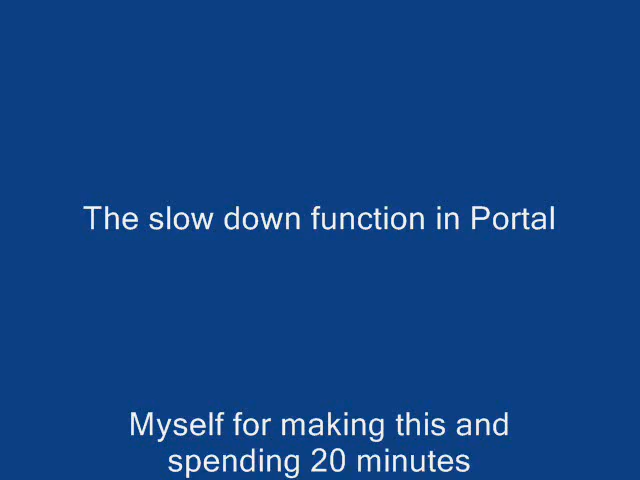 The slow down function in Portal
Myself for making this and
spending 20 minutes